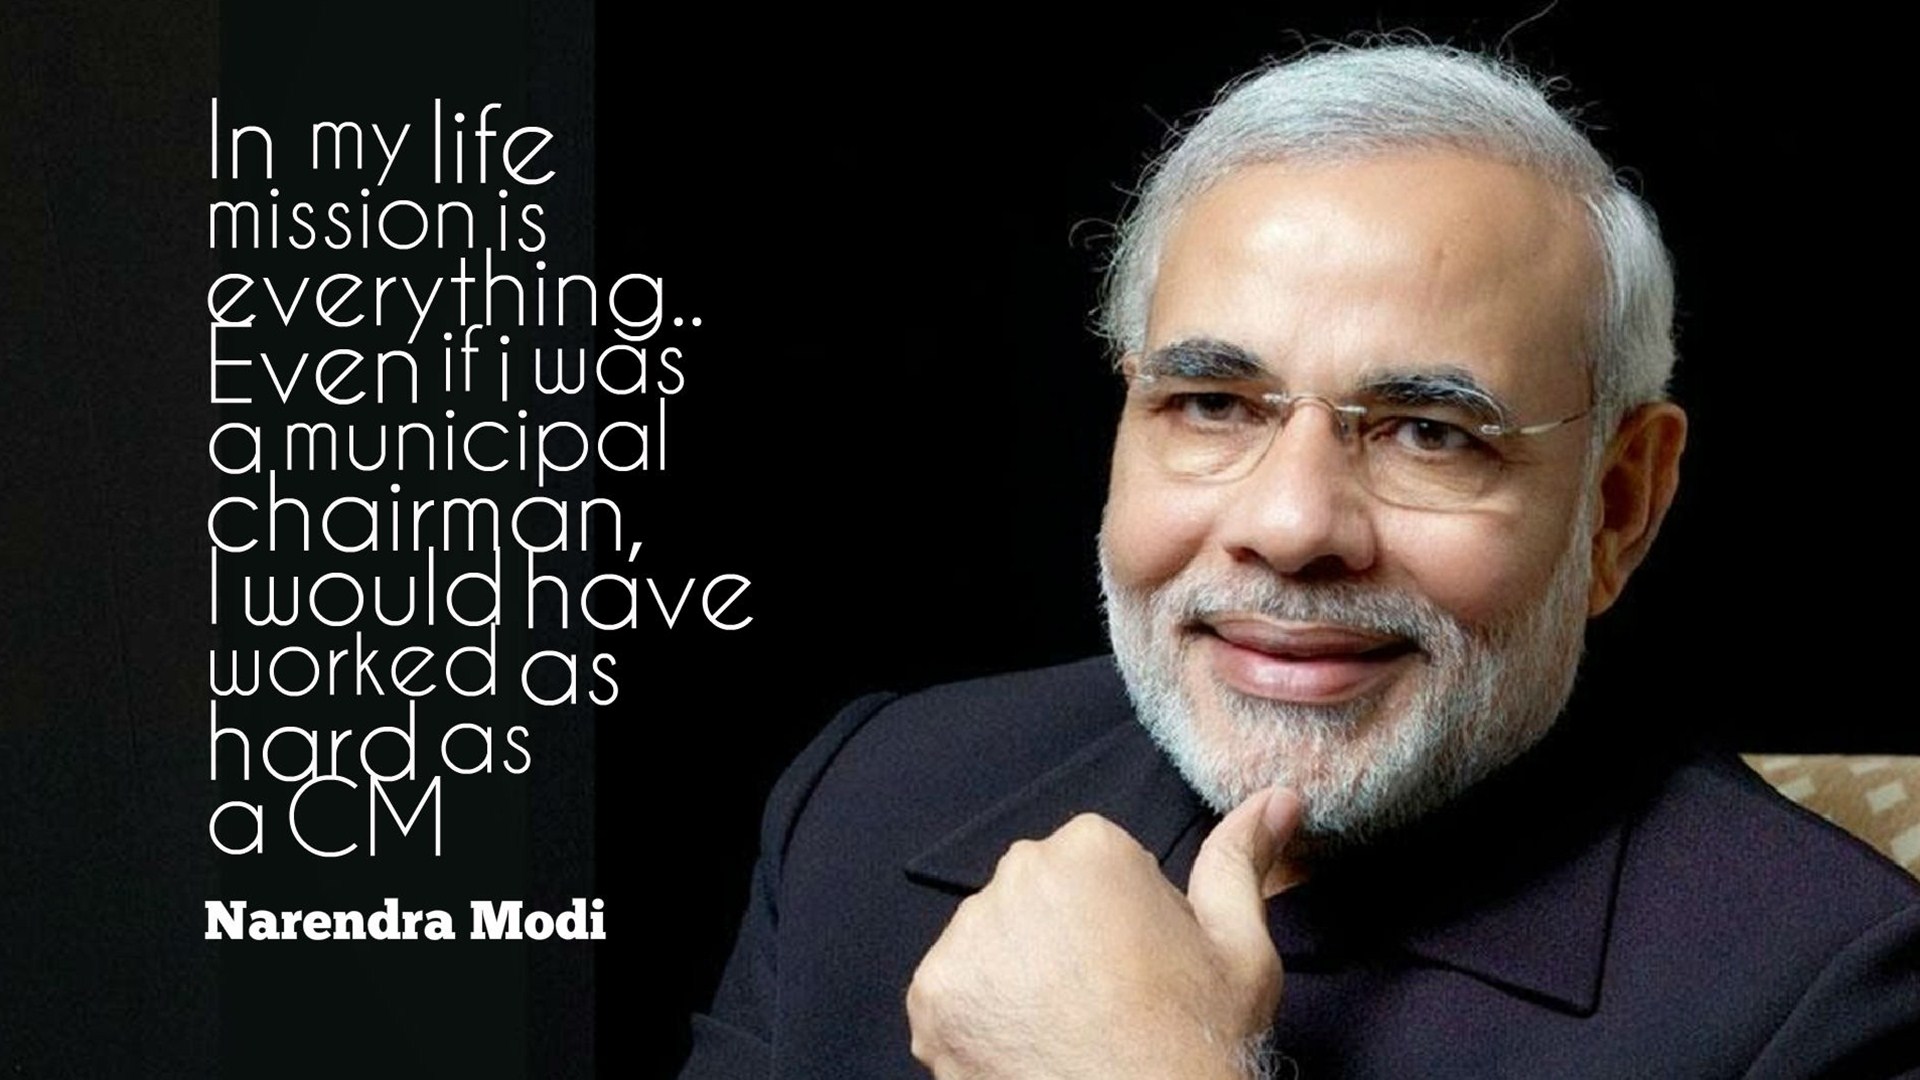 In my life
mission is
everything..
Even if i was
a municipal
chairman,
I would have
worked as
hard as
a CM
Narendra Modi